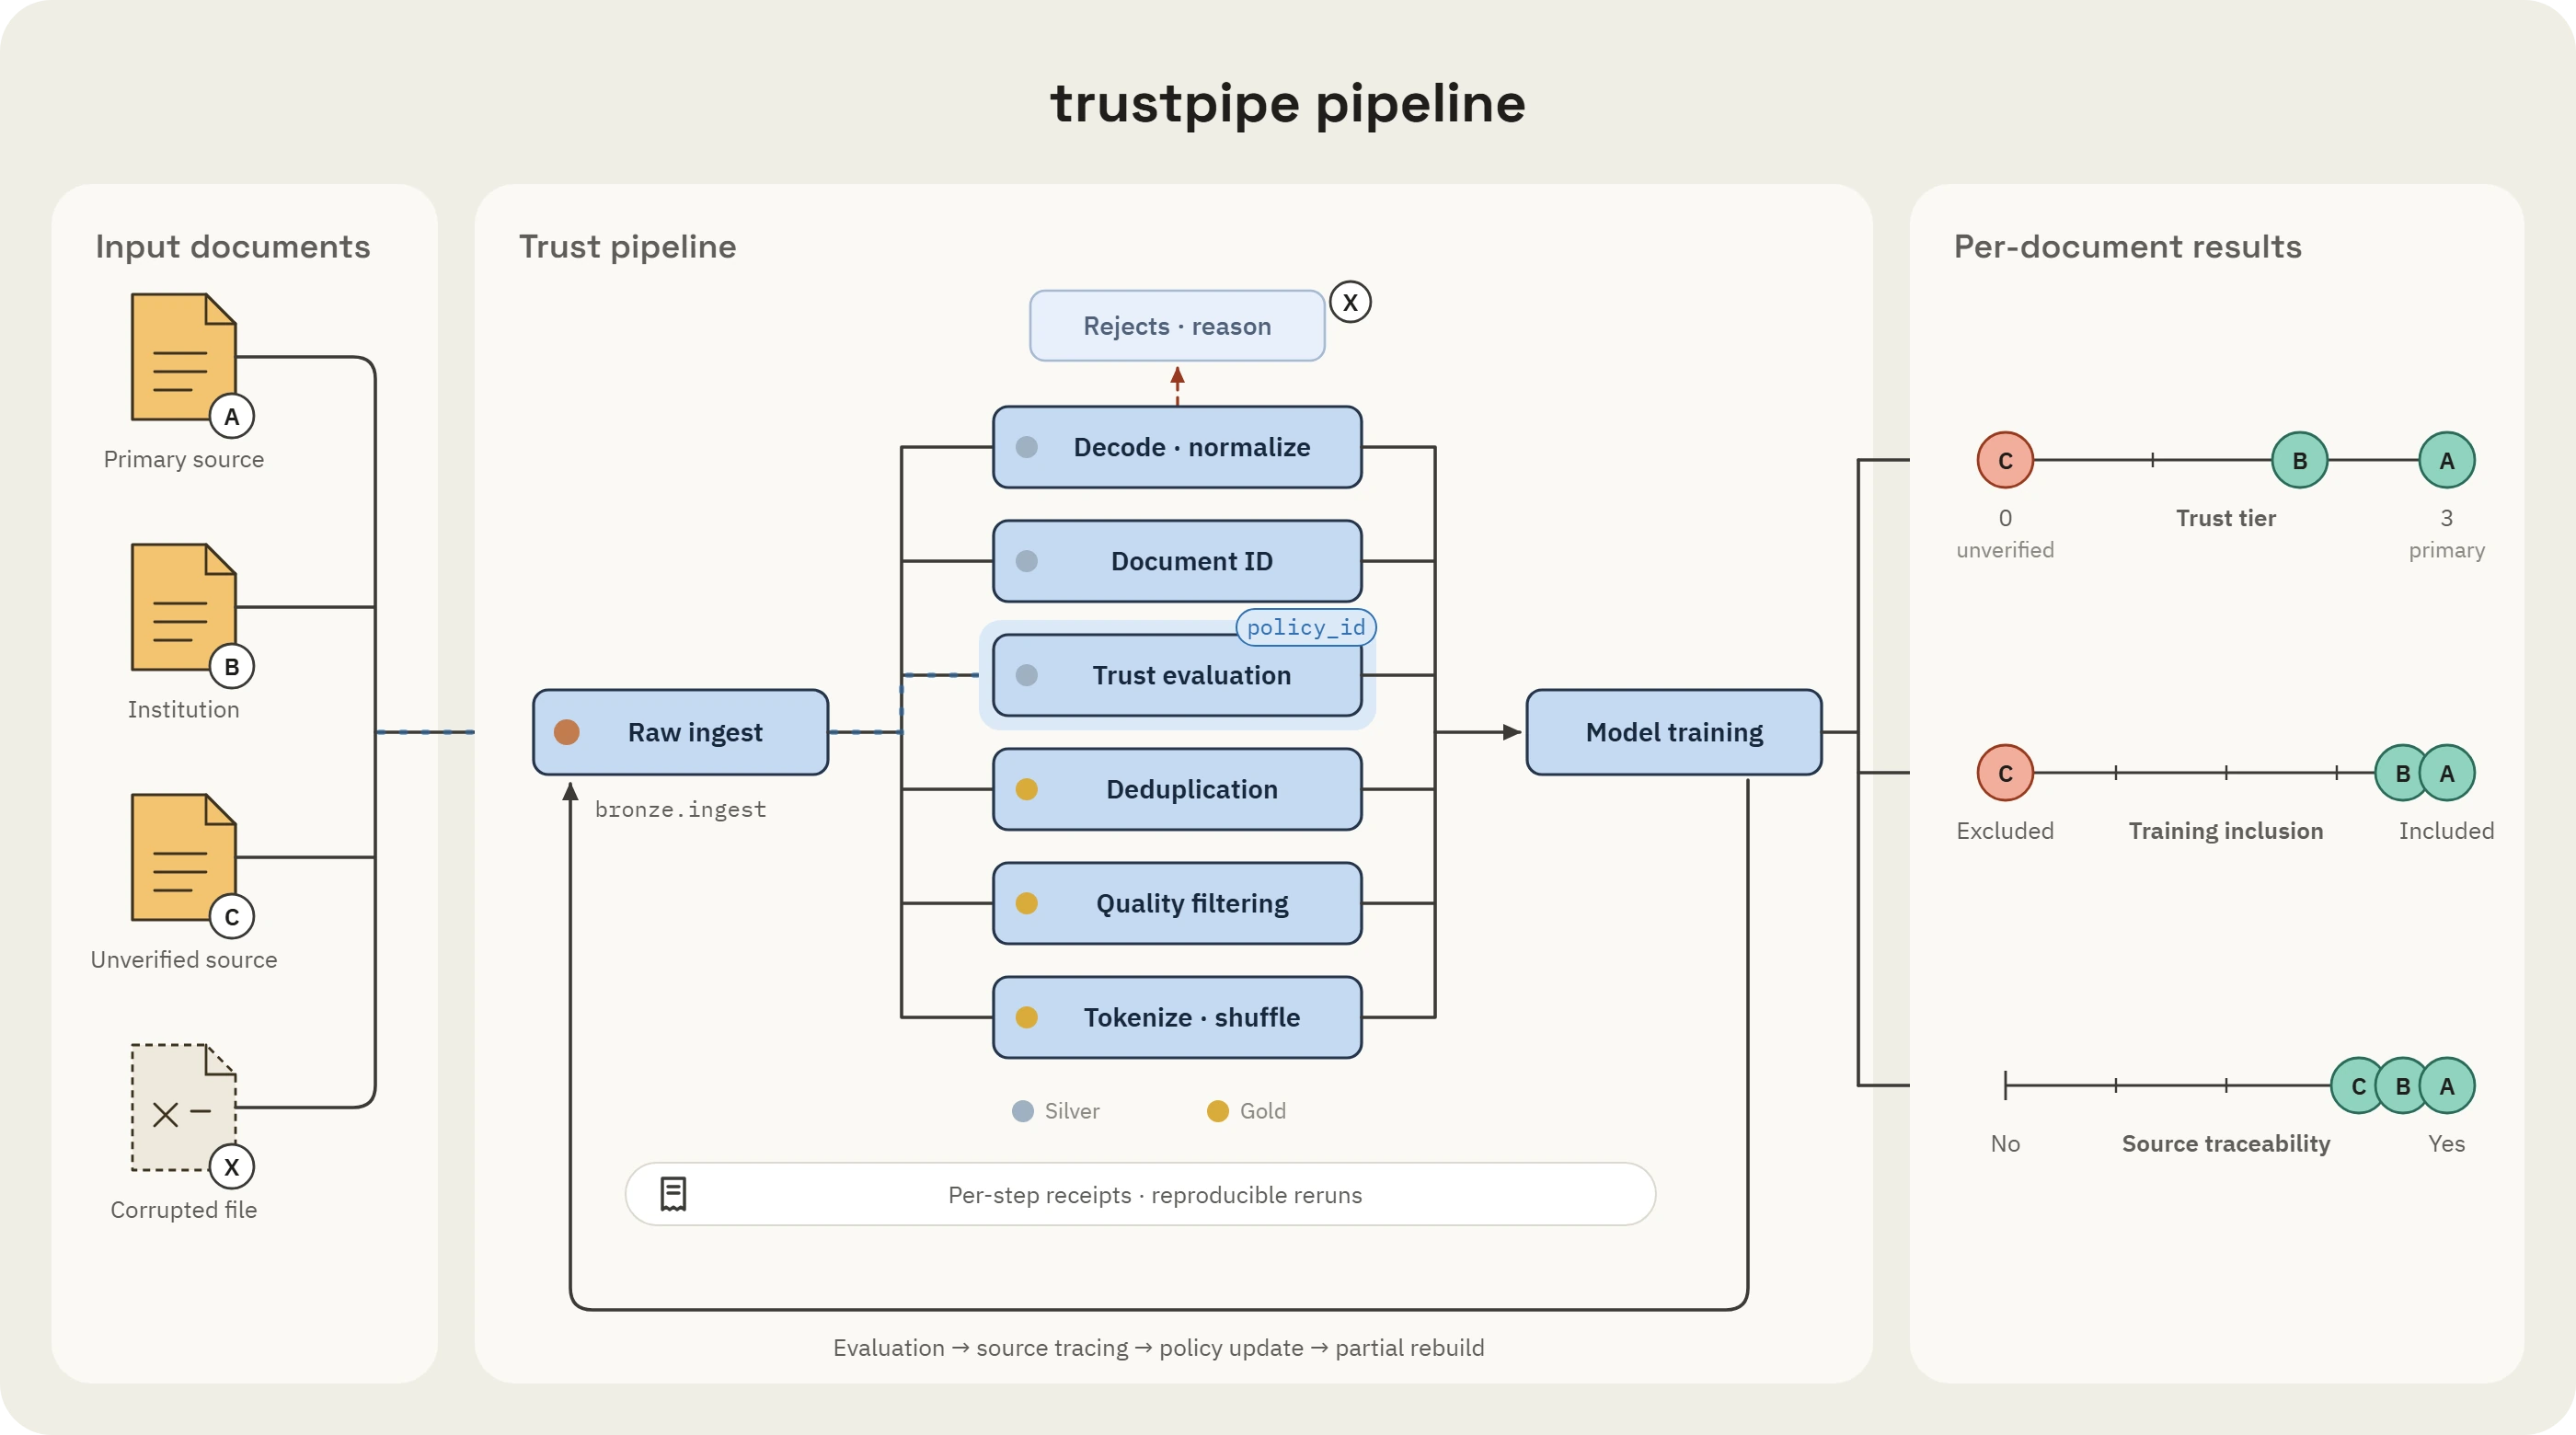 trustpipe pipeline
Input documents
A
Primary source
B
Institution
C
Unverified source
X
Corrupted file
Trust pipeline
Rejects · reason
X
Decode · normalize
Document ID
policy_id
Trust evaluation
Raw ingest
bronze.ingest
Deduplication
Quality filtering
Tokenize · shuffle
Silver
Gold
Model training
Per-step receipts · reproducible reruns
Evaluation → source tracing → policy update → partial rebuild
Per-document results
C B A
0 Trust tier 3
unverified primary
C B A
Excluded Training inclusion Included
C B A
No Source traceability Yes